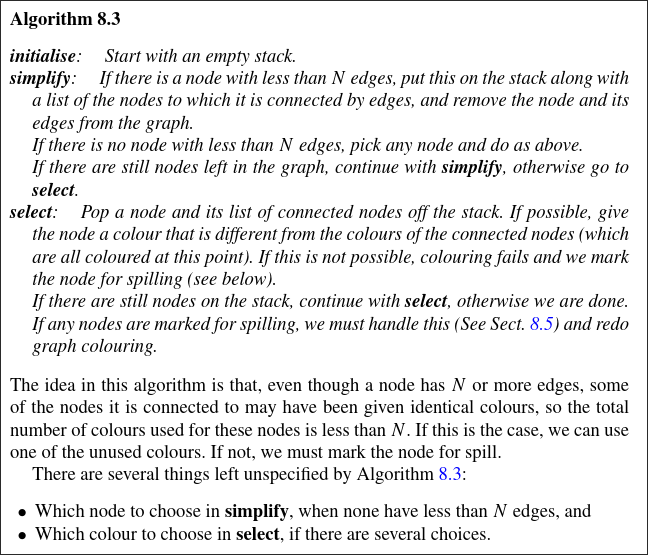 Algorithm 8.3
initialise: Start with an empty stack.
simplify: If there is a node with less than N edges, put this on the stack along with
a list of the nodes to which it is connected by edges, and remove the node and its
edges from the graph.
If there is no node with less than N edges, pick any node and do as above.
If there are still nodes left in the graph, continue with simplify, otherwise go to
select.
select: Pop a node and its list of connected nodes off the stack. If possible, give
the node a colour that is different from the colours of the connected nodes (which
are all coloured at this point). If this is not possible, colouring fails and we mark
the node for spilling (see below).
If there are still nodes on the stack, continue with select, otherwise we are done.
If any nodes are marked for spilling, we must handle this (See Sect. 8.5) and redo
graph colouring.
The idea in this algorithm is that, even though a node has N or more edges, some
of the nodes it is connected to may have been given identical colours, so the total
number of colours used for these nodes is less than N. If this is the case, we can use
one of the unused colours. If not, we must mark the node for spill.
There are several things left unspecified by Algorithm 8.3:
• Which node to choose in simplify, when none have less than N edges, and
• Which colour to choose in select, if there are several choices.